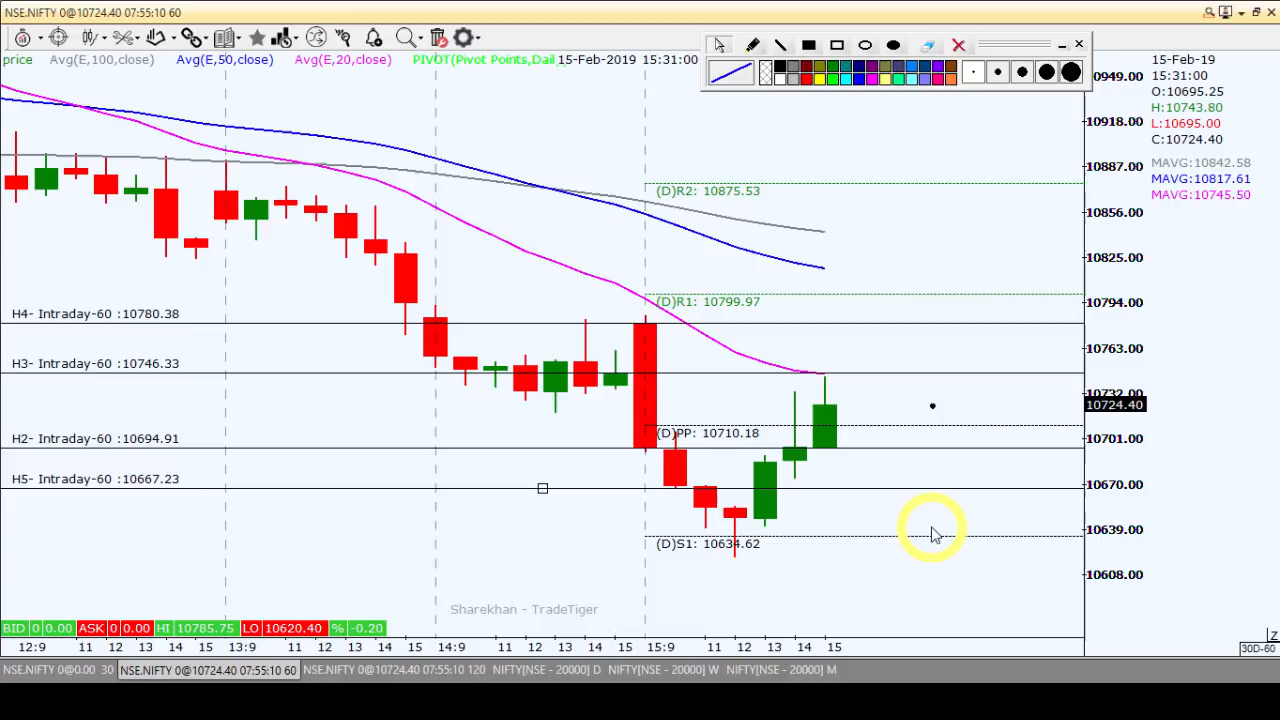 NSE.NIFTY 0@10724.40 07:55:10 60
price Avg(E,100,close) Avg(E,50,close) Avg(E,20,close) PIVOT(Pivot Points,Dail 15-Feb-2019 15:31:00
15-Feb-19
15:31:00
O:10695.25
H:10743.80
L:10695.00
C:10724.40
MAVG:10842.58
MAVG:10817.61
MAVG:10745.50
10949.00
10918.00
10887.00
10856.00
10825.00
10794.00
10763.00
10732.00
10724.40
10701.00
10670.00
10639.00
10608.00
(D)R2: 10875.53
(D)R1: 10799.97
H4- Intraday-60 :10780.38
H3- Intraday-60 :10746.33
(D)PP: 10710.18
H2- Intraday-60 :10694.91
H5- Intraday-60 :10667.23
(D)S1: 10634.62
Sharekhan - TradeTiger
BID 0 0.00 ASK 0 0.00 HI 10785.75 LO 10620.40 % -0.20
Z
12:9 11 12 13 14 15 13:9 11 12 13 14 15 14:9 11 12 13 14 15 15:9 11 12 13 14 15
30D-60
NSE.NIFTY 0@0.00 30 NSE.NIFTY 0@10724.40 07:55:10 60 NSE.NIFTY 0@10724.40 07:55:10 120 NIFTY[NSE - 20000] D NIFTY[NSE - 20000] W NIFTY[NSE - 20000] M